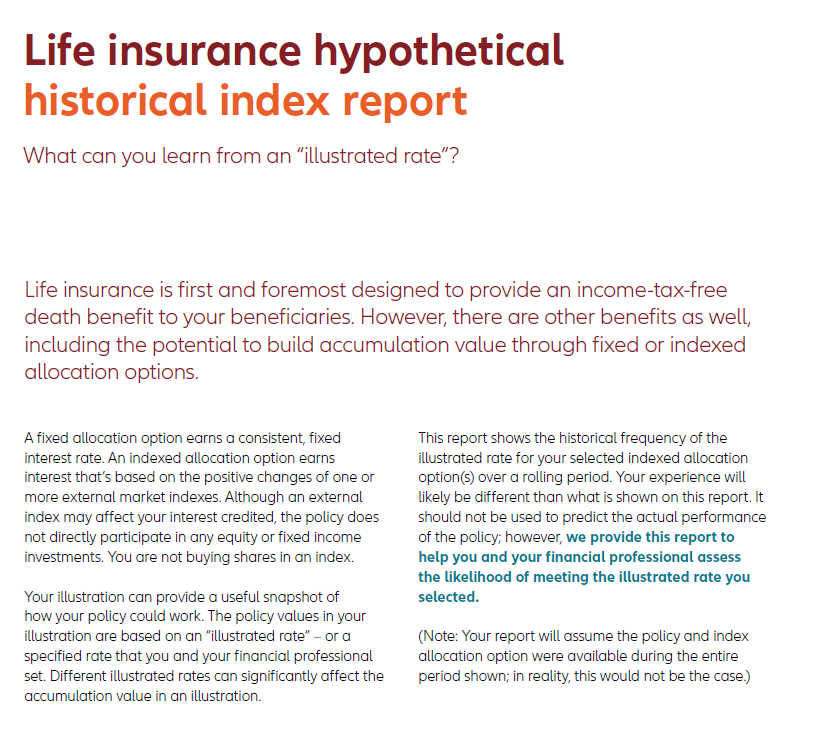 Life insurance hypothetical
historical index report
What can you learn from an “illustrated rate”?
Life insurance is first and foremost designed to provide an income-tax-free
death benefit to your beneficiaries. However, there are other benefits as well,
including the potential to build accumulation value through fixed or indexed
allocation options.
A fixed allocation option earns a consistent, fixed
interest rate. An indexed allocation option earns
interest that’s based on the positive changes of one or
more external market indexes. Although an external
index may affect your interest credited, the policy does
not directly participate in any equity or fixed income
investments. You are not buying shares in an index.
Your illustration can provide a useful snapshot of
how your policy could work. The policy values in your
illustration are based on an “illustrated rate” – or a
specified rate that you and your financial professional
set. Different illustrated rates can significantly affect the
accumulation value in an illustration.
This report shows the historical frequency of the
illustrated rate for your selected indexed allocation
option(s) over a rolling period. Your experience will
likely be different than what is shown on this report. It
should not be used to predict the actual performance
of the policy; however, we provide this report to
help you and your financial professional assess
the likelihood of meeting the illustrated rate you
selected.
(Note: Your report will assume the policy and index
allocation option were available during the entire
period shown; in reality, this would not be the case.)